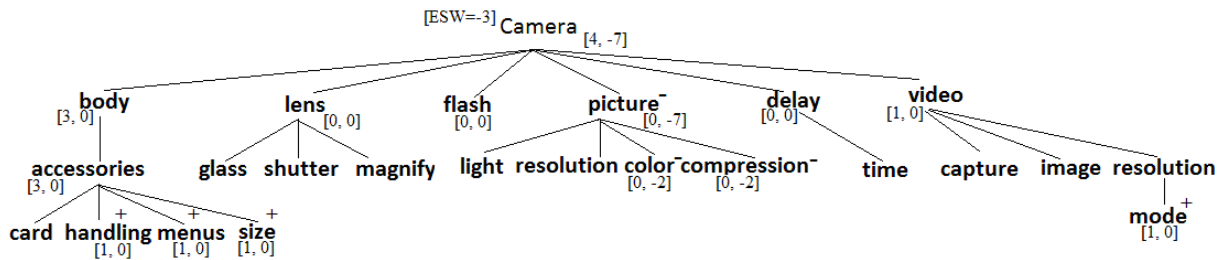 [ESW=-3] Camera [4, -7]
body lens flash picture⁻ delay video
[3, 0] [0, 0] [0, 0] [0, -7] [0, 0] [1, 0]
accessories glass shutter magnify light resolution color⁻ compression⁻ time capture image resolution
[3, 0] [0, -2] [0, -2]
card handling⁺ menus⁺ size⁺ mode⁺
[1, 0] [1, 0] [1, 0] [1, 0]